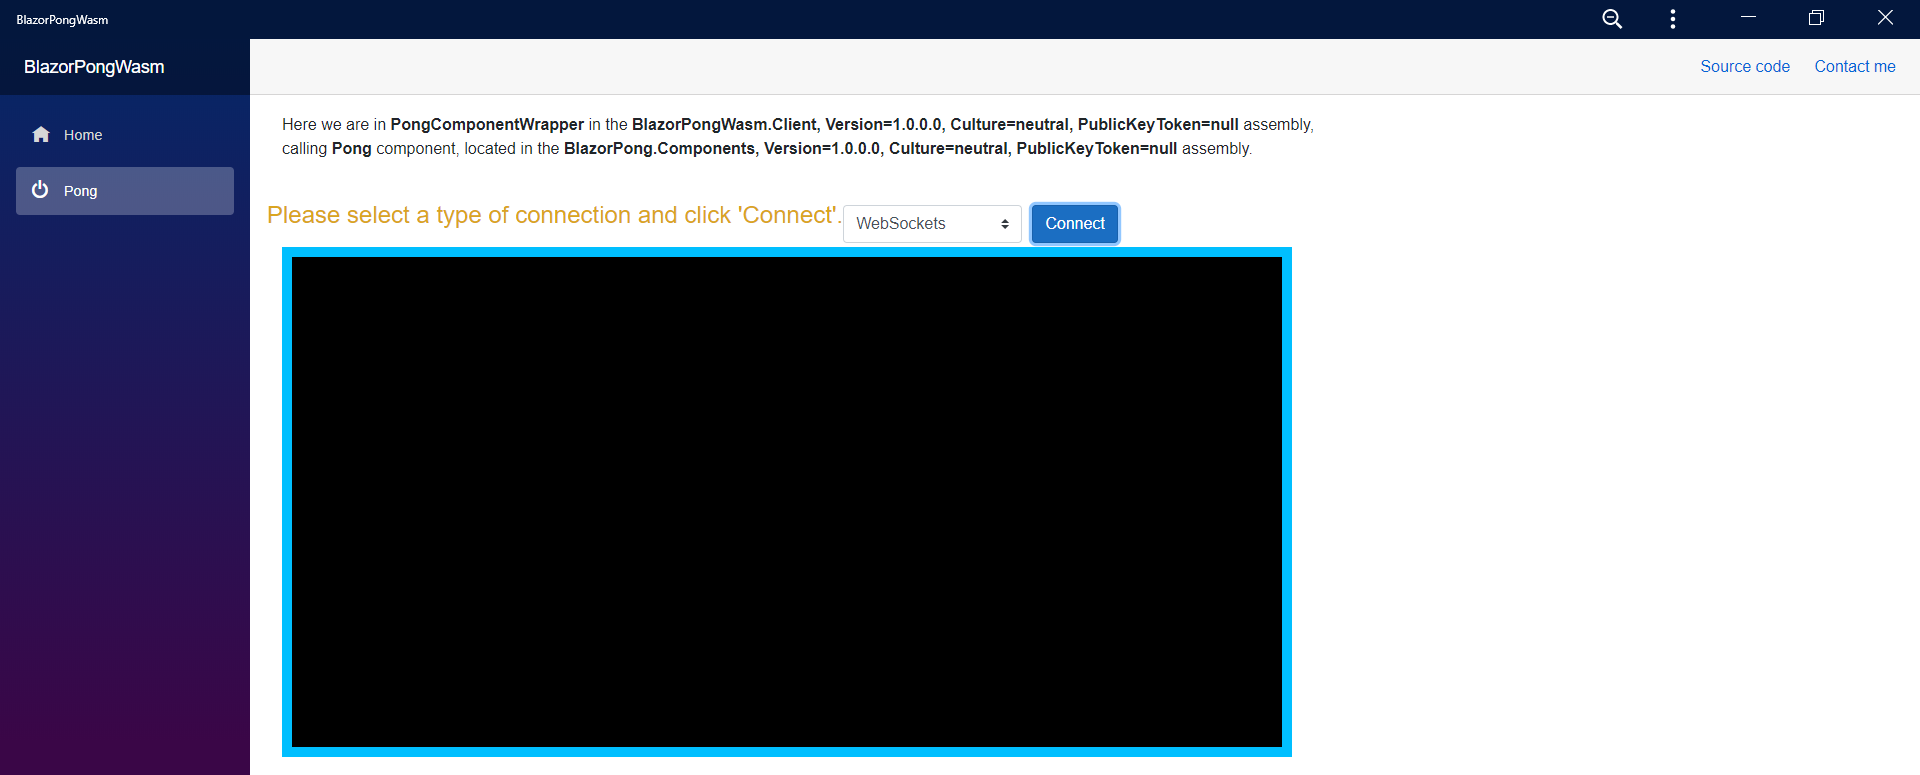 BlazorPongWasm
BlazorPongWasm
Source code Contact me
Home
Pong
Here we are in PongComponentWrapper in the BlazorPongWasm.Client, Version=1.0.0.0, Culture=neutral, PublicKeyToken=null assembly,
calling Pong component, located in the BlazorPong.Components, Version=1.0.0.0, Culture=neutral, PublicKeyToken=null assembly.
Please select a type of connection and click 'Connect'. WebSockets Connect